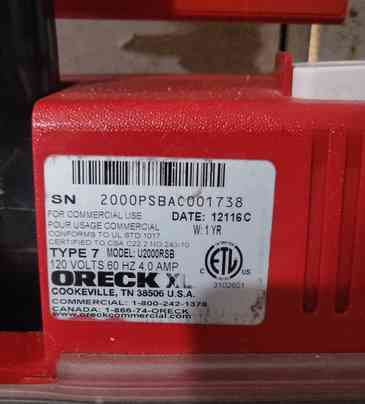 SN 2000PSBAC001738
FOR COMMERCIAL USE DATE: 12116C
POUR USAGE COMMERCIAL W: 1 YR
CONFORMS TO UL STD 1017
CERTIFIED TO CSA C22.2 NO.243-10
TYPE 7 MODEL: U2000RSB
120 VOLTS 60 HZ 4.0 AMP
C ETL US
ORECK XL 3102601
COOKEVILLE, TN 38506 U.S.A.
COMMERCIAL: 1-800-242-1378
CANADA: 1-866-74-ORECK
www.oreckcommercial.com